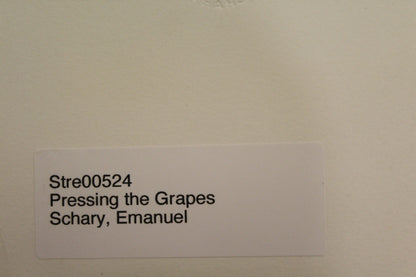 Stre00524
Pressing the Grapes
Schary, Emanuel